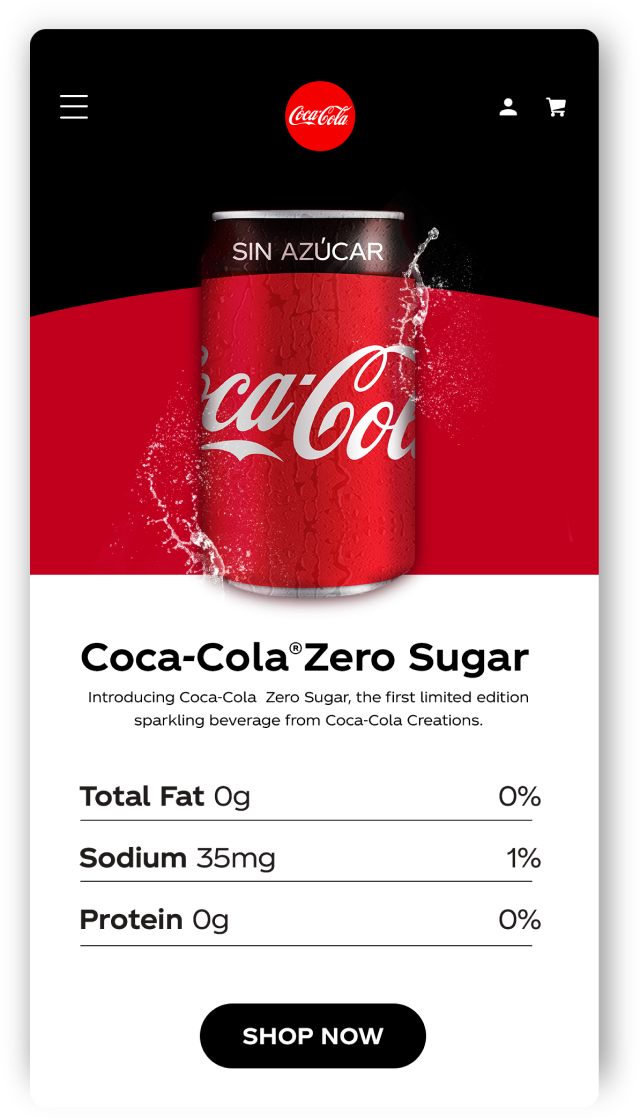 Coca-Cola
SIN AZÚCAR
Coca-Cola
Coca-Cola®Zero Sugar
Introducing Coca-Cola Zero Sugar, the first limited edition
sparkling beverage from Coca-Cola Creations.
Total Fat 0g 0%
Sodium 35mg 1%
Protein 0g 0%
SHOP NOW